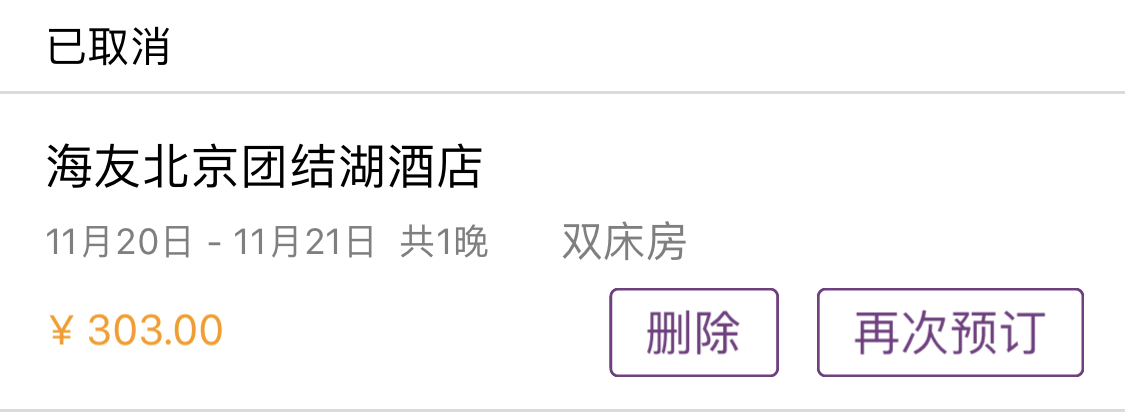 已取消
海友北京团结湖酒店
11月20日 - 11月21日 共1晚 双床房
¥ 303.00 删除 再次预订